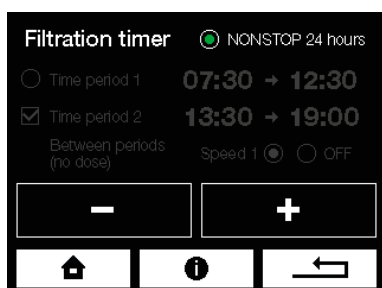 Filtration timer NONSTOP 24 hours
Time period 1 07:30 → 12:30
Time period 2 13:30 → 19:00
Between periods
(no dose) Speed 1 OFF
− +
i